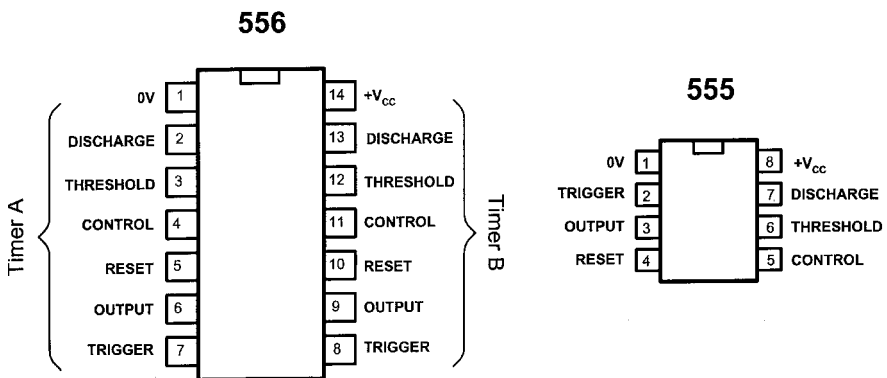 556
0V 1 14 +Vcc
DISCHARGE 2 13 DISCHARGE
THRESHOLD 3 12 THRESHOLD
CONTROL 4 11 CONTROL
RESET 5 10 RESET
OUTPUT 6 9 OUTPUT
TRIGGER 7 8 TRIGGER
Timer A
Timer B
555
0V 1 8 +Vcc
TRIGGER 2 7 DISCHARGE
OUTPUT 3 6 THRESHOLD
RESET 4 5 CONTROL